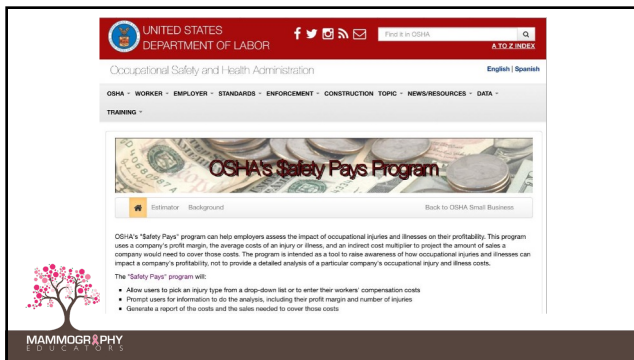 UNITED STATES
DEPARTMENT OF LABOR
Find it in OSHA
A TO Z INDEX
Occupational Safety and Health Administration
English | Spanish
OSHA WORKER EMPLOYER STANDARDS ENFORCEMENT CONSTRUCTION TOPIC NEWS/RESOURCES DATA
TRAINING
OSHA's $afety Pays Program
Estimator Background Back to OSHA Small Business
OSHA's "$afety Pays" program can help employers assess the impact of occupational injuries and illnesses on their profitability. This program
uses a company's profit margin, the average costs of an injury or illness, and an indirect cost multiplier to project the amount of sales a
company would need to cover those costs. The program is intended as a tool to raise awareness of how occupational injuries and illnesses can
impact a company's profitability, not to provide a detailed analysis of a particular company's occupational injury and illness costs.
The "Safety Pays" program will:
• Allow users to pick an injury type from a drop-down list or to enter their workers' compensation costs
• Prompt users for information to do the analysis, including their profit margin and number of injuries
• Generate a report of the costs and the sales needed to cover those costs
MAMMOGRAPHY
EDUCATORS